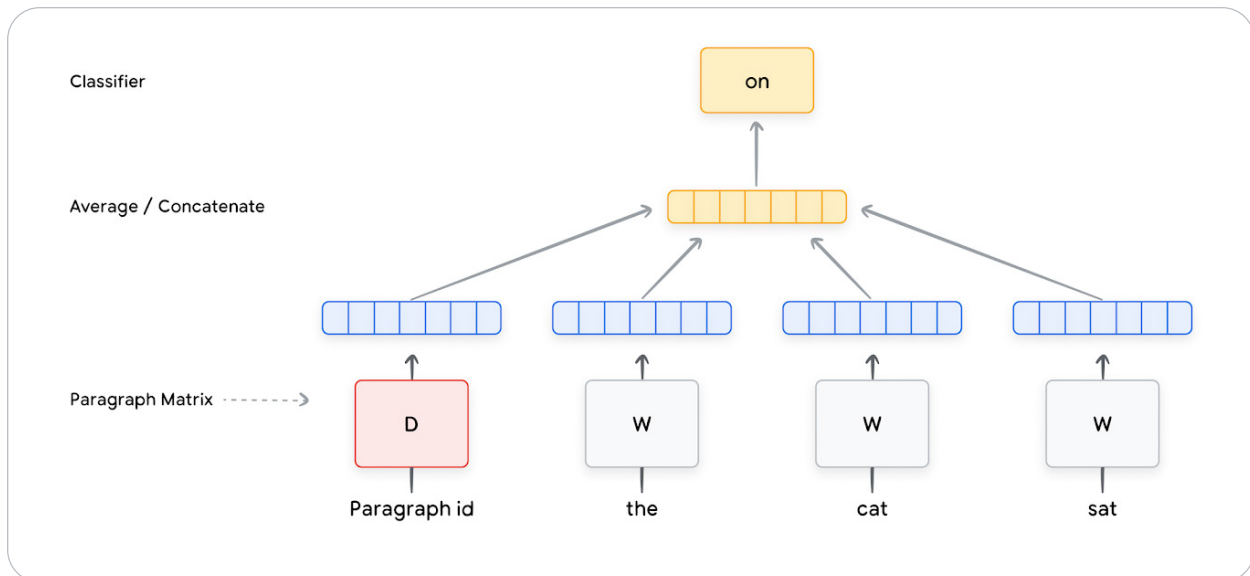 Classifier
on
Average / Concatenate
Paragraph Matrix
D
W
W
W
Paragraph id
the
cat
sat